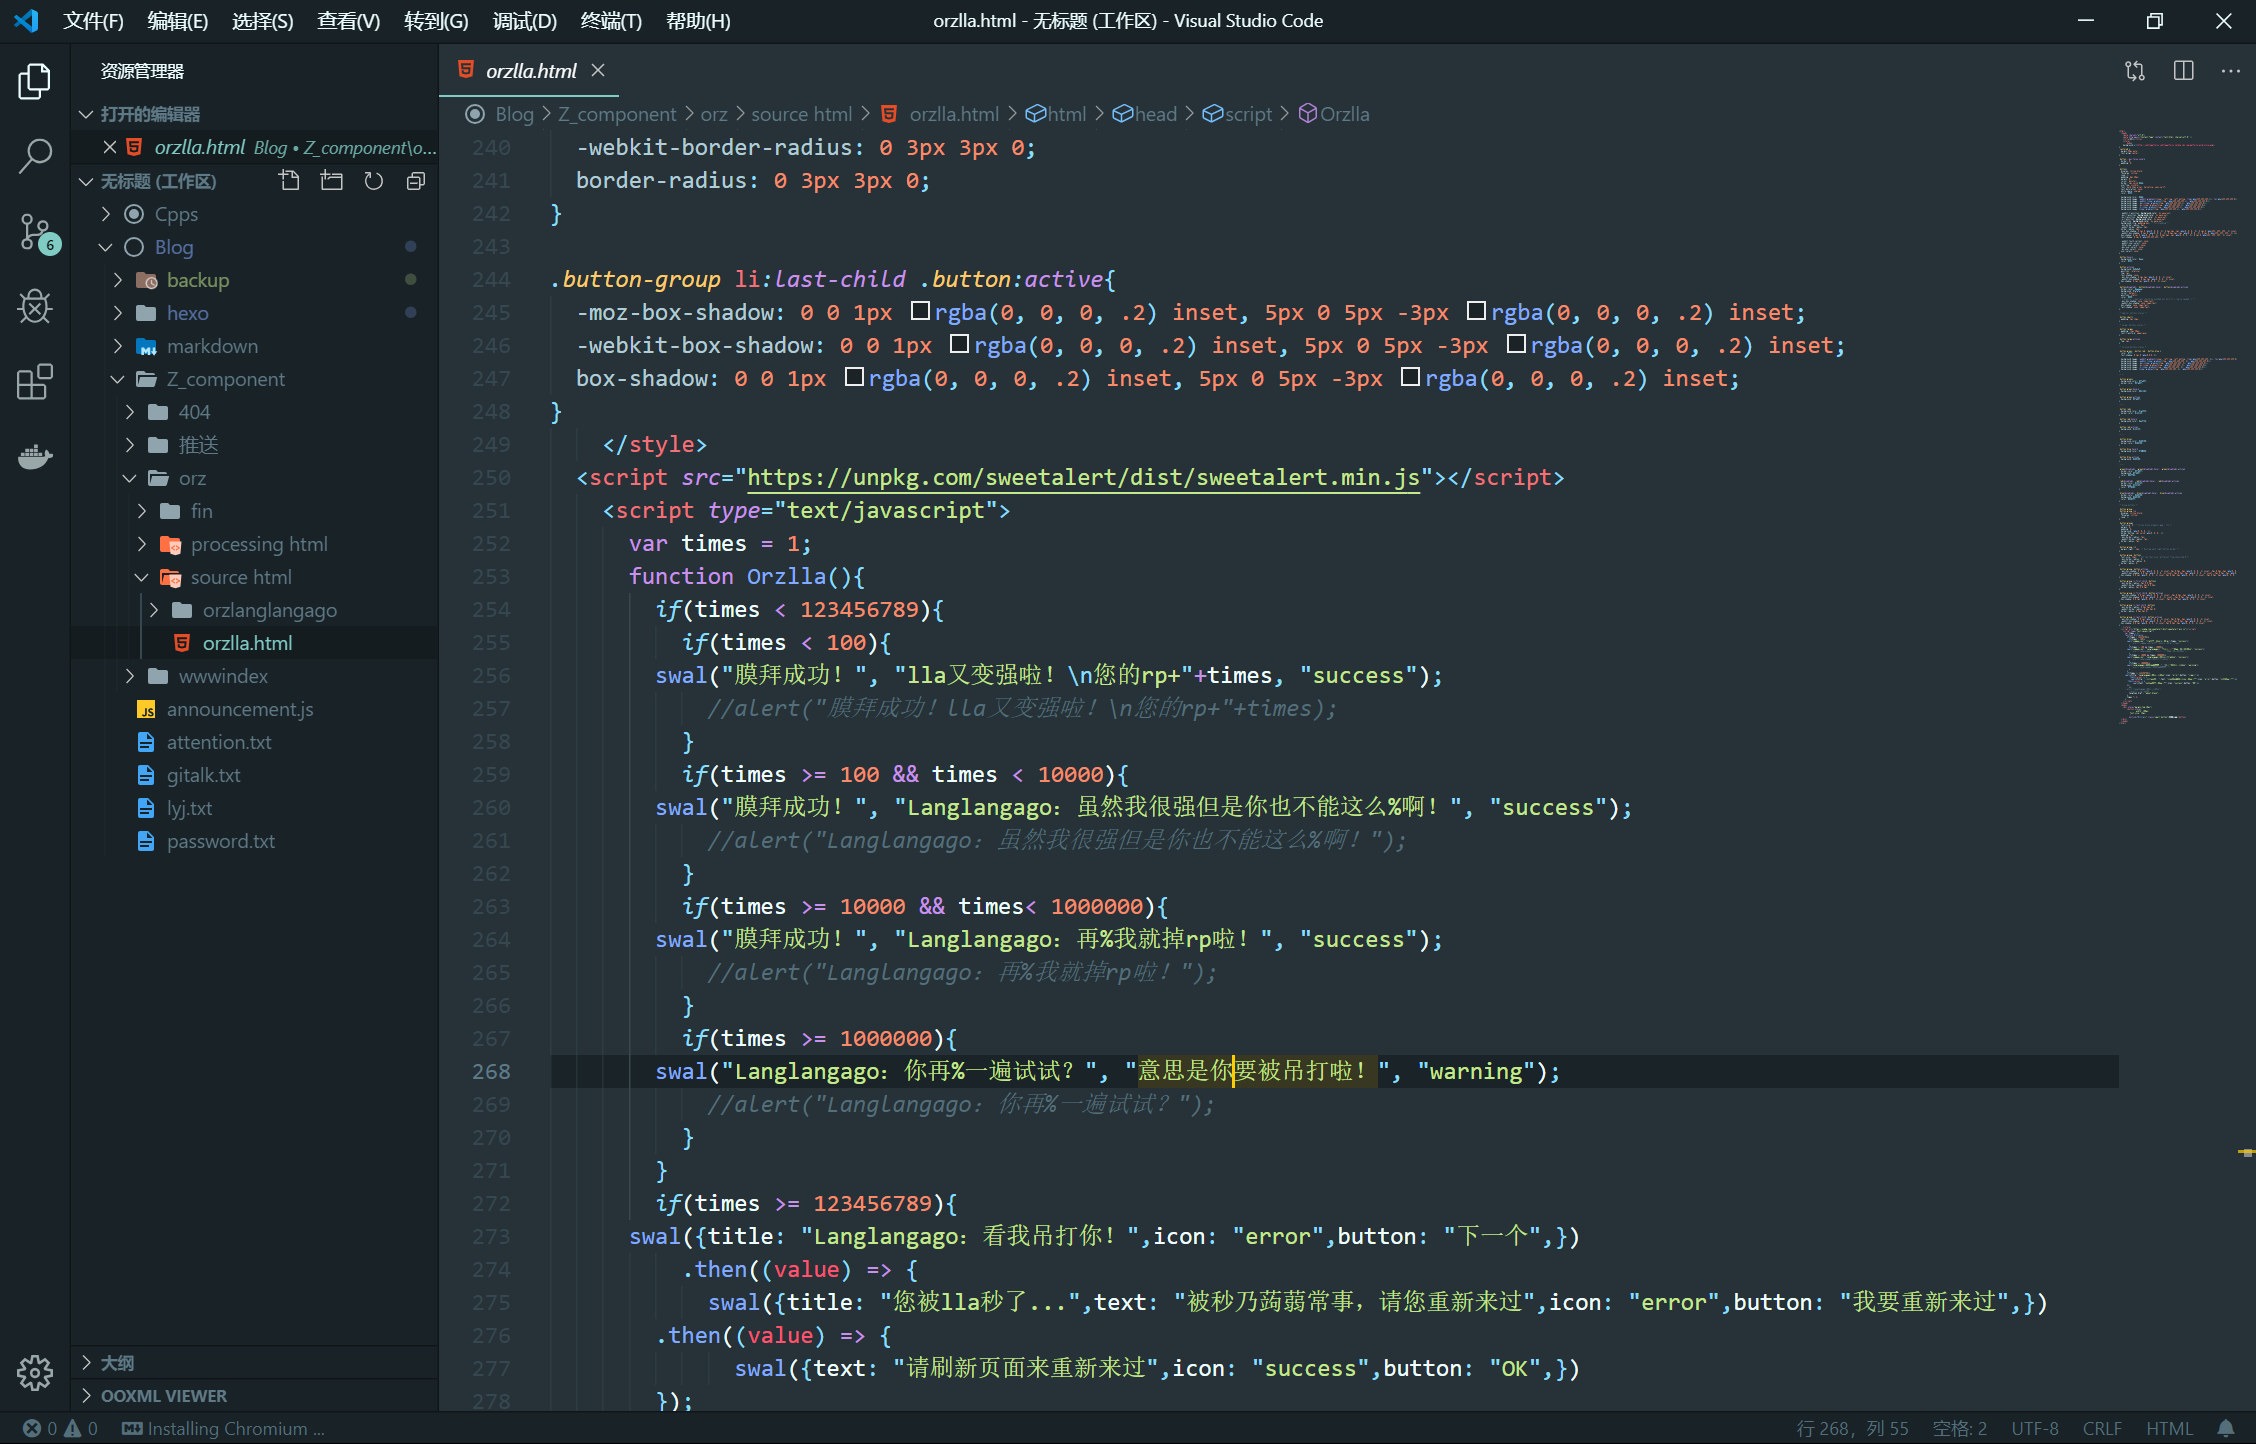 文件(F) 编辑(E) 选择(S) 查看(V) 转到(G) 调试(D) 终端(T) 帮助(H)
orzlla.html - 无标题 (工作区) - Visual Studio Code
资源管理器
打开的编辑器
orzlla.html Blog • Z_component\o...
无标题 (工作区)
Cpps
Blog
backup
hexo
markdown
Z_component
404
推送
orz
fin
processing html
source html
orzlanglangago
orzlla.html
wwwindex
announcement.js
attention.txt
gitalk.txt
lyj.txt
password.txt
大纲
OOXML VIEWER
6
orzlla.html
Blog > Z_component > orz > source html > orzlla.html > html > head > script > Orzlla
240 -webkit-border-radius: 0 3px 3px 0;
241 border-radius: 0 3px 3px 0;
242 }
243
244 .button-group li:last-child .button:active{
245 -moz-box-shadow: 0 0 1px rgba(0, 0, 0, .2) inset, 5px 0 5px -3px rgba(0, 0, 0, .2) inset;
246 -webkit-box-shadow: 0 0 1px rgba(0, 0, 0, .2) inset, 5px 0 5px -3px rgba(0, 0, 0, .2) inset;
247 box-shadow: 0 0 1px rgba(0, 0, 0, .2) inset, 5px 0 5px -3px rgba(0, 0, 0, .2) inset;
248 }
249 </style>
250 <script src="https://unpkg.com/sweetalert/dist/sweetalert.min.js"></script>
251 <script type="text/javascript">
252 var times = 1;
253 function Orzlla(){
254 if(times < 123456789){
255 if(times < 100){
256 swal("膜拜成功！", "lla又变强啦！\n您的rp+"+times, "success");
257 //alert("膜拜成功！lla又变强啦！\n您的rp+"+times);
258 }
259 if(times >= 100 && times < 10000){
260 swal("膜拜成功！", "Langlangago：虽然我很强但是你也不能这么%啊！", "success");
261 //alert("Langlangago：虽然我很强但是你也不能这么%啊！");
262 }
263 if(times >= 10000 && times< 1000000){
264 swal("膜拜成功！", "Langlangago：再%我就掉rp啦！", "success");
265 //alert("Langlangago：再%我就掉rp啦！");
266 }
267 if(times >= 1000000){
268 swal("Langlangago：你再%一遍试试？", "意思是你要被吊打啦！", "warning");
269 //alert("Langlangago：你再%一遍试试？");
270 }
271 }
272 if(times >= 123456789){
273 swal({title: "Langlangago：看我吊打你！",icon: "error",button: "下一个",})
274 .then((value) => {
275 swal({title: "您被lla秒了...",text: "被秒乃蒟蒻常事，请您重新来过",icon: "error",button: "我要重新来过",})
276 .then((value) => {
277 swal({text: "请刷新页面来重新来过",icon: "success",button: "OK",})
278 });
0 0 Installing Chromium ...
行 268，列 55 空格: 2 UTF-8 CRLF HTML